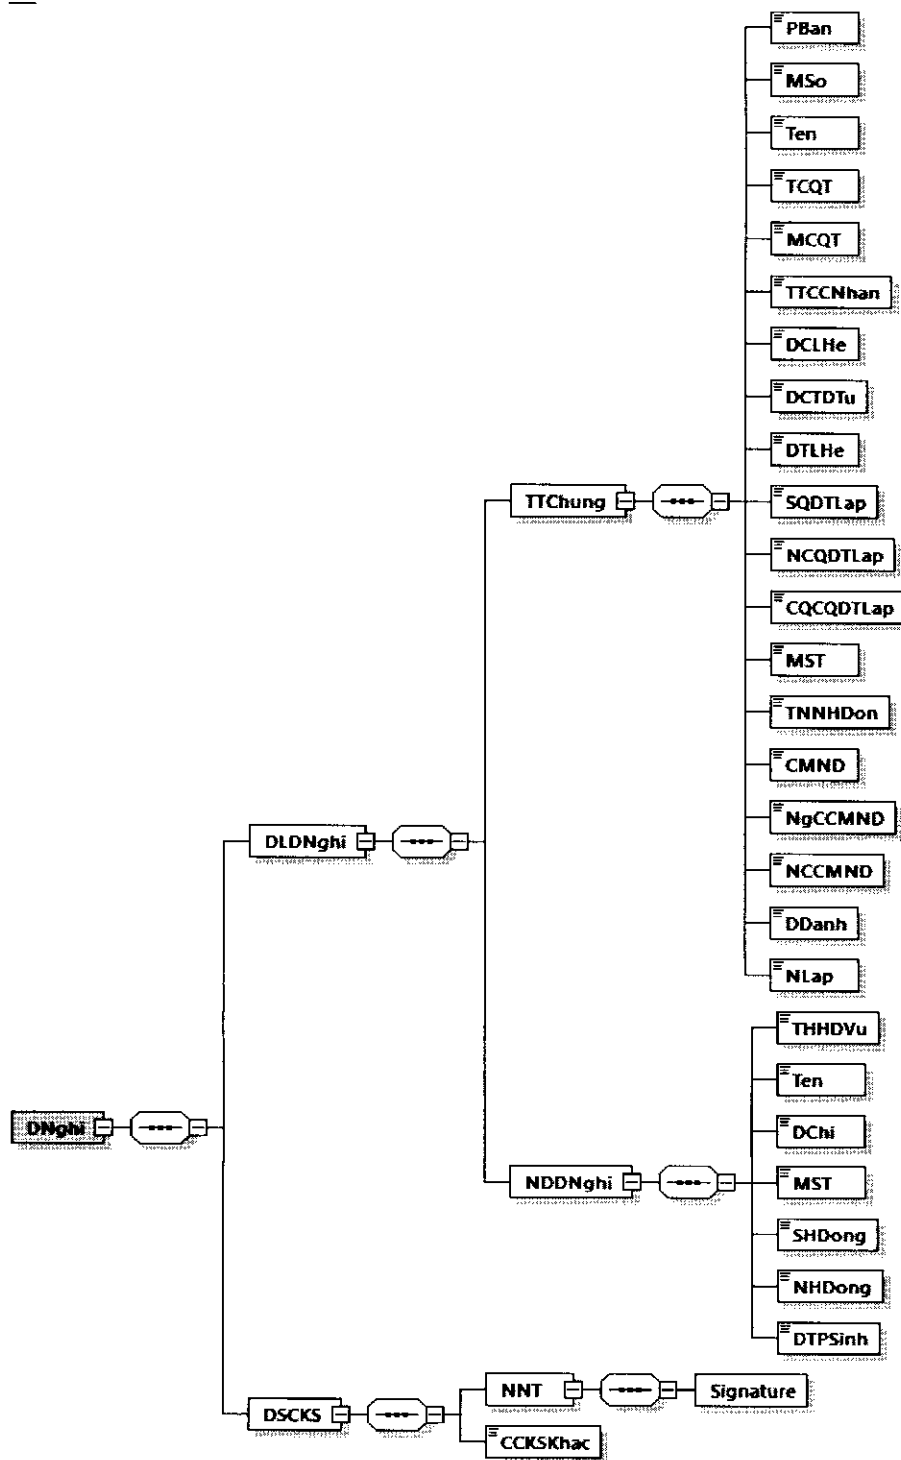 PBan
MSo
Ten
TCQT
MCQT
TTCCNhan
DCLHe
DCTDTu
DTLHe
TTChung
SQDTLap
NCQDTLap
CQCQDTLap
MST
TNNHDon
CMND
NgCCMND
DLDNghi
NCCMND
DDanh
NLap
THHDVu
Ten
DNghi
DChi
NDDNghi
MST
SHDong
NHDong
DTPSinh
NNT
Signature
DSCKS
CCKSKhac